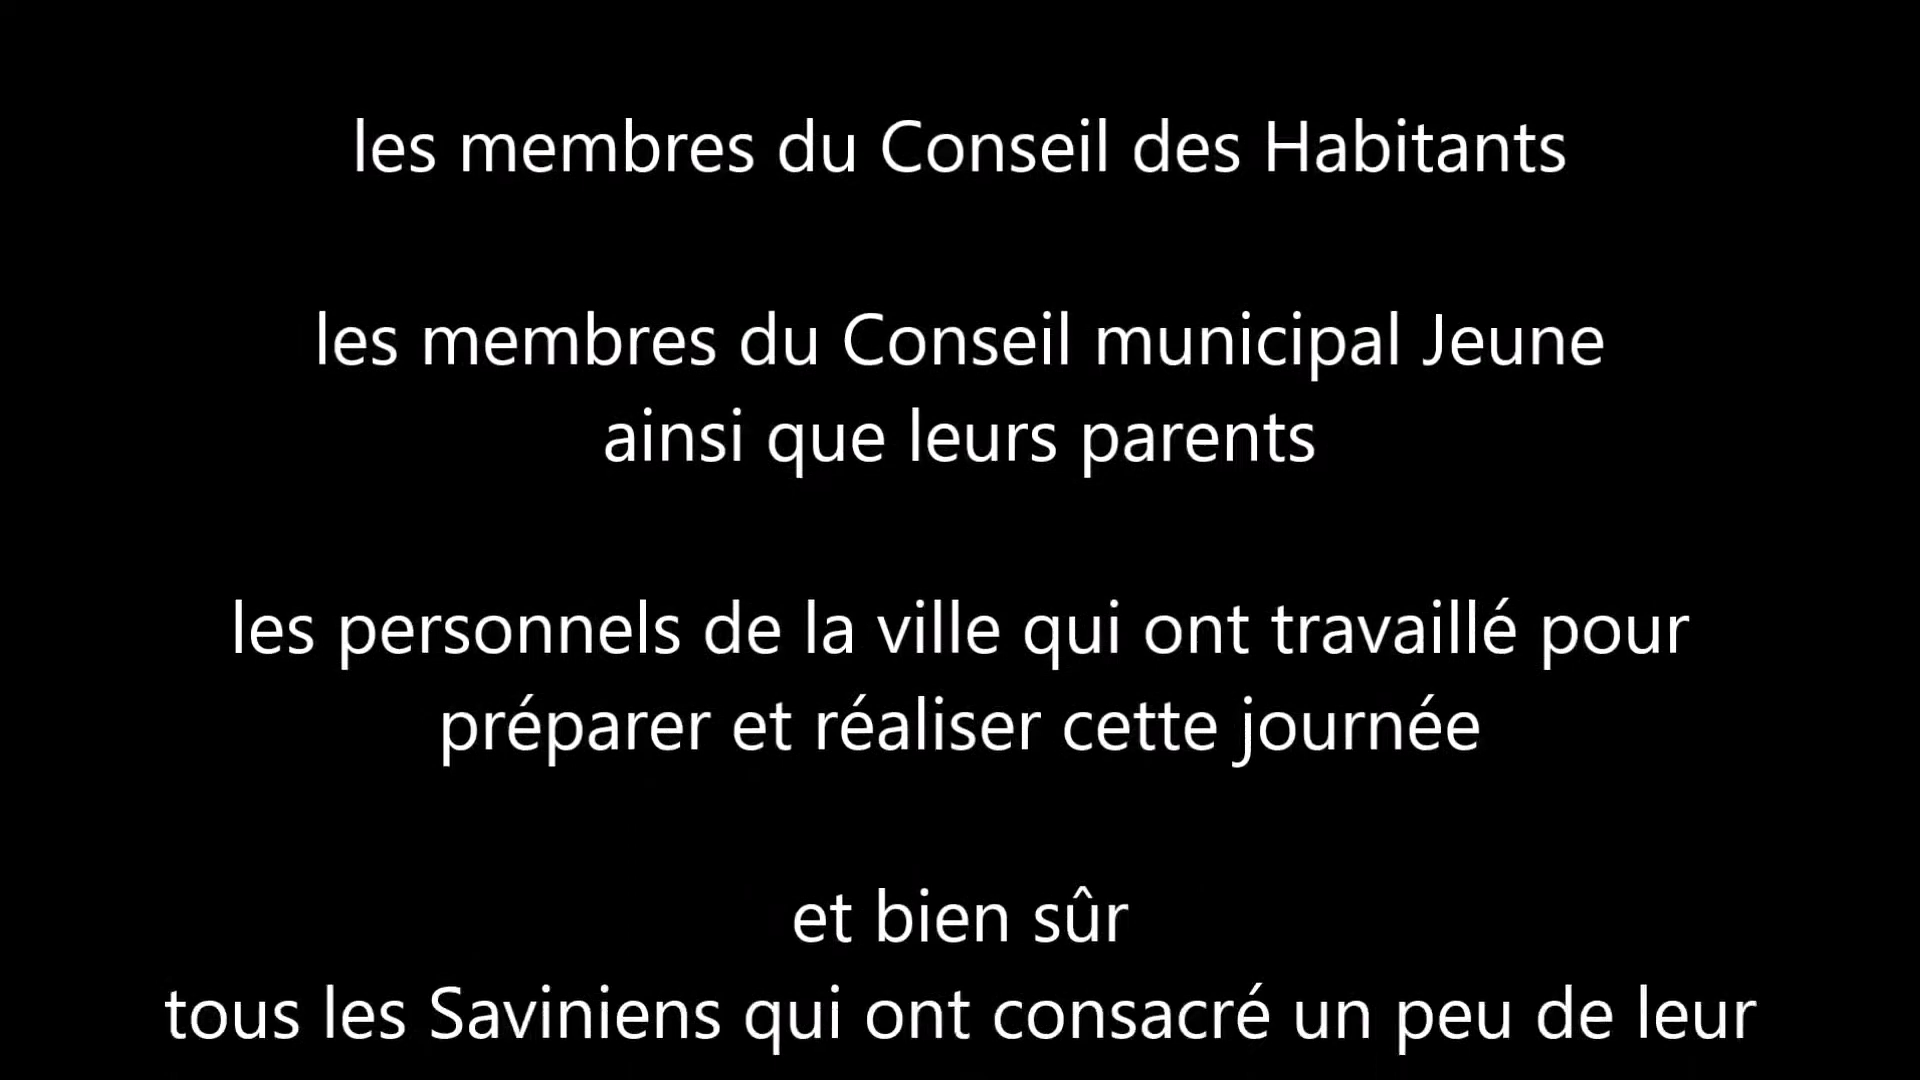 les membres du Conseil des Habitants
les membres du Conseil municipal Jeune
ainsi que leurs parents
les personnels de la ville qui ont travaillé pour
préparer et réaliser cette journée
et bien sûr
tous les Saviniens qui ont consacré un peu de leur